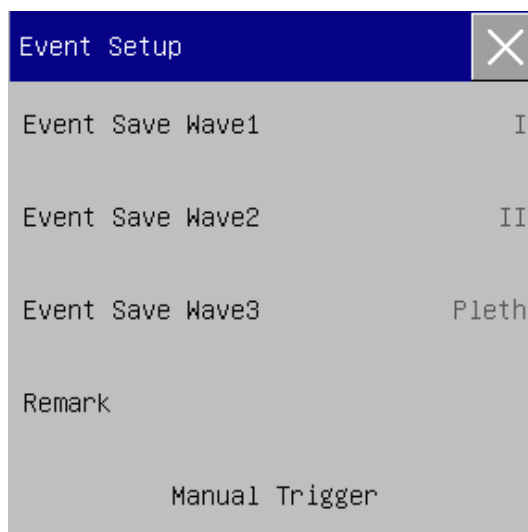 Event Setup
Event Save Wave1 I
Event Save Wave2 II
Event Save Wave3 Pleth
Remark
Manual Trigger